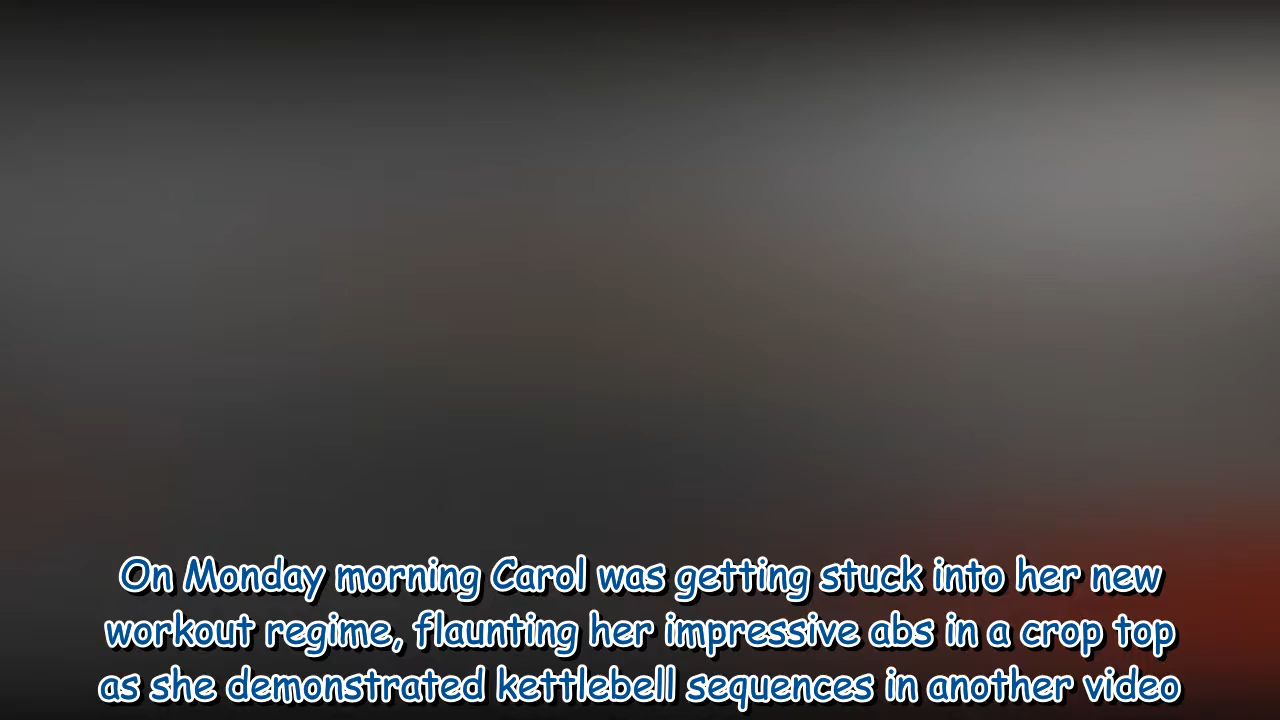 On Monday morning Carol was getting stuck into her new
workout regime, flaunting her impressive abs in a crop top
as she demonstrated kettlebell sequences in another video